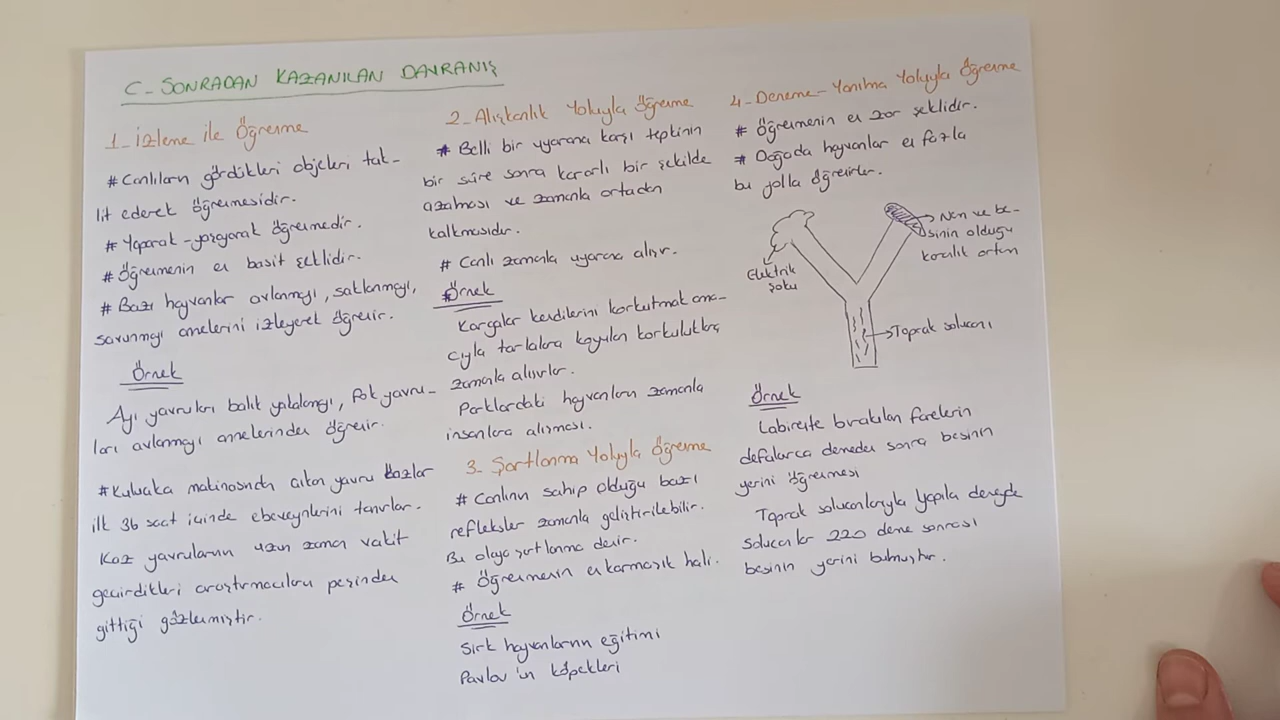 C- SONRADAN KAZANILAN DAVRANIŞ
1- İzleme ile Öğrenme
# Canlıların gördükleri objeleri tak-
lit ederek öğrenmesidir.
# Yaparak-yaşayarak öğrenmedir.
# Öğrenmenin en basit şeklidir.
# Bazı hayvanlar avlanmayı, saklanmayı,
savunmayı annelerini izleyerek öğrenir.
Örnek
Ayı yavruları balık yakalamayı, Fok yavru-
ları avlanmayı annelerinden öğrenir.
# Kuluçka makinasından çıkan yavru kazlar
ilk 36 saat içinde ebeveynlerini tanırlar.
Kaz yavrularının uzun zaman vakit
geçirdikleri araştırmacıların peşinden
gittiği gözlenmiştir.
2- Alışkanlık Yoluyla Öğrenme
# Belli bir uyarana karşı tepkinin
bir süre sonra kararlı bir şekilde
azalması ve zamanla ortadan
kalkmasıdır.
# Canlı zamanla uyarana alışır.
Örnek
Kargalar kendilerini korkutmak ama-
cıyla tarlalara koyulan korkuluklara
zamanla alışırlar.
Parklardaki hayvanların zamanla
insanlara alışması.
3- Şartlanma Yoluyla Öğrenme
# Canlının sahip olduğu bazı
refleksler zamanla geliştirilebilir.
Bu olaya şartlanma denir.
# Öğrenmenin en karmaşık hali.
Örnek
Sirk hayvanlarının eğitimi
Pavlov'un köpekleri
4- Deneme-Yanılma Yoluyla Öğrenme
# Öğrenmenin en zor şeklidir.
# Doğada hayvanlar en fazla
bu yolla öğrenirler.
Elektrik
şoku
Nem ve be-
sinin olduğu
karanlık ortam
Toprak solucanı
Örnek
Labirente bırakılan farelerin
defalarca denedikten sonra besinin
yerini öğrenmesi
Toprak solucanlarıyla yapılan deneyde
solucanlar 220 deneme sonrası
besinin yerini bulmuştur.